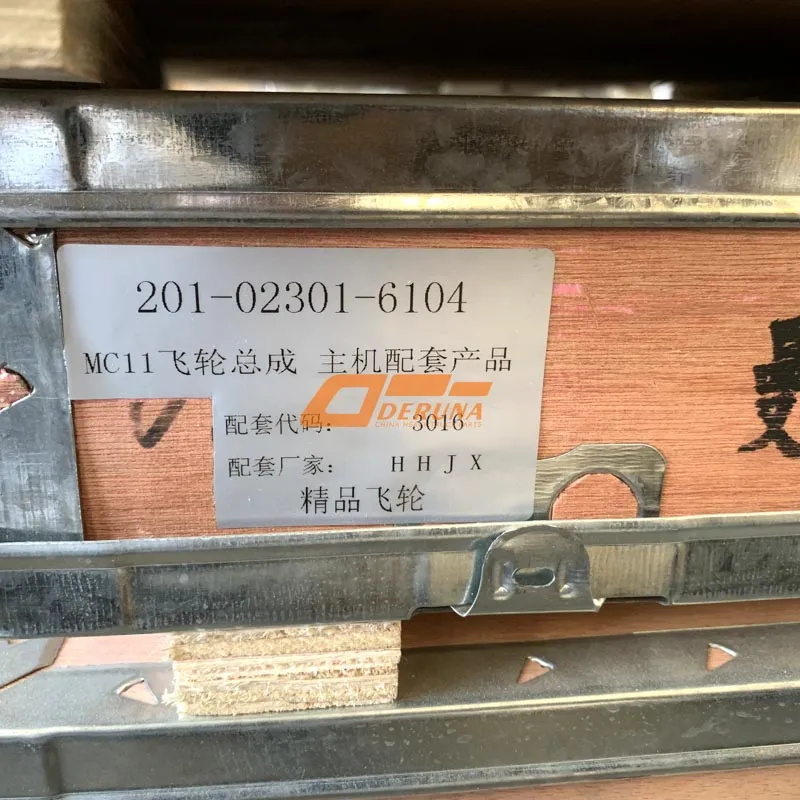 201-02301-6104
MC11飞轮总成 主机配套产品
DERUNA
配套代码: 3016
配套厂家: HHJX
精品飞轮